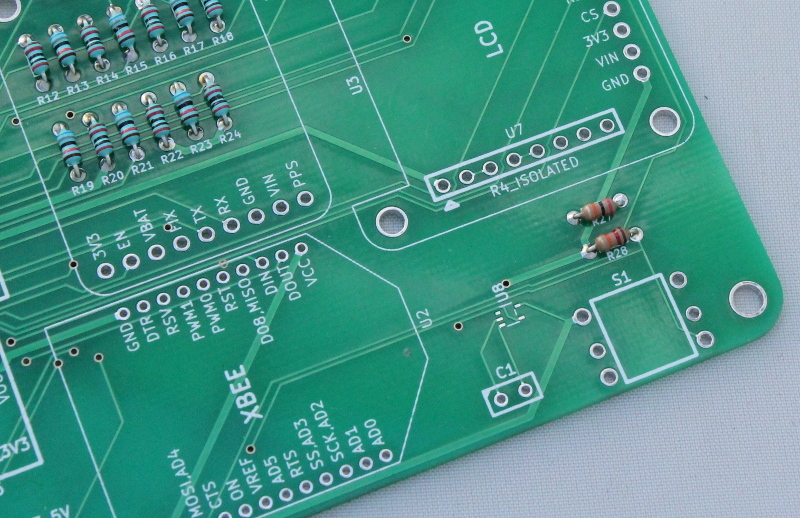 R12 R13 R14 R15 R16 R17 R18
R19 R20 R21 R22 R23 R24
U3
LCD
CS
3V3
VIN
GND
U7
R4_ISOLATED
3V3
EN
VBAT
TX
RX
GND
VIN
PPS
R28
S1
U8
C1
U2
GND
DTR
RSV
PWM1
PWM0
RST
DO8,MISO
DIN
DOUT
VCC
XBEE
MOSI,AD4
CTS
ON
VREF
AD5
RTS
SS,AD3
SCK,AD2
AD1
AD0
3V3
5V